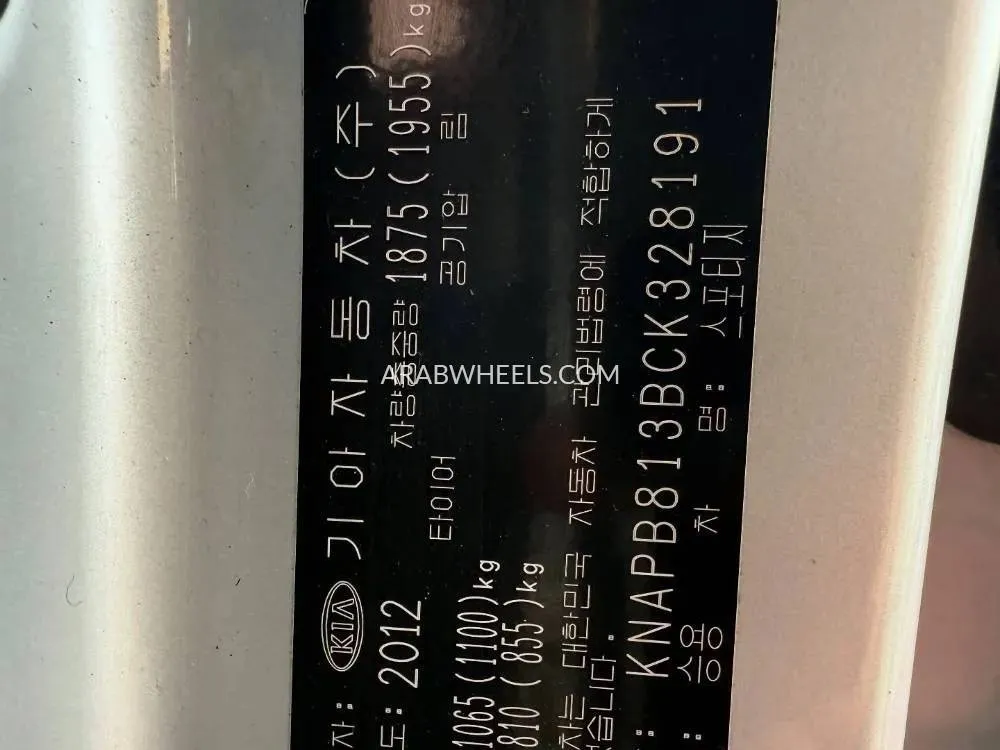 자: KIA 기아자동차(주)
도: 2012 차량총중량 1875(1955)kg
타이어 공기압 림
1065(1100)kg
810 (855)kg
차는 대한민국 자동차 관리법령에 적합하게
습니다.
: KNAPB813BCK328191
: 승용 차 명: 스포티지
ARABWHEELS.COM